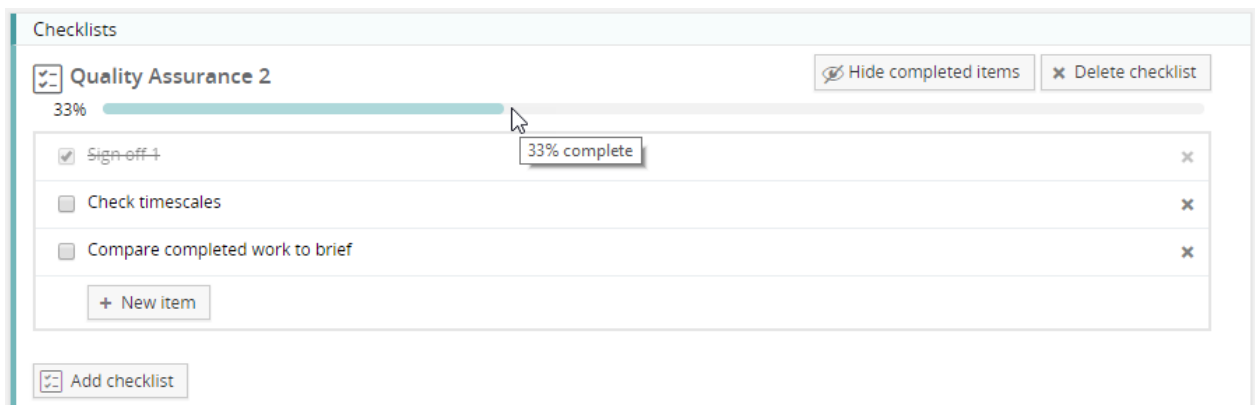 Checklists
Quality Assurance 2
Hide completed items
Delete checklist
33%
33% complete
Sign off 1
Check timescales
Compare completed work to brief
+ New item
Add checklist